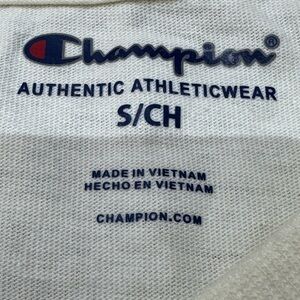 Champion®
AUTHENTIC ATHLETICWEAR
S/CH
MADE IN VIETNAM
HECHO EN VIETNAM
CHAMPION.COM